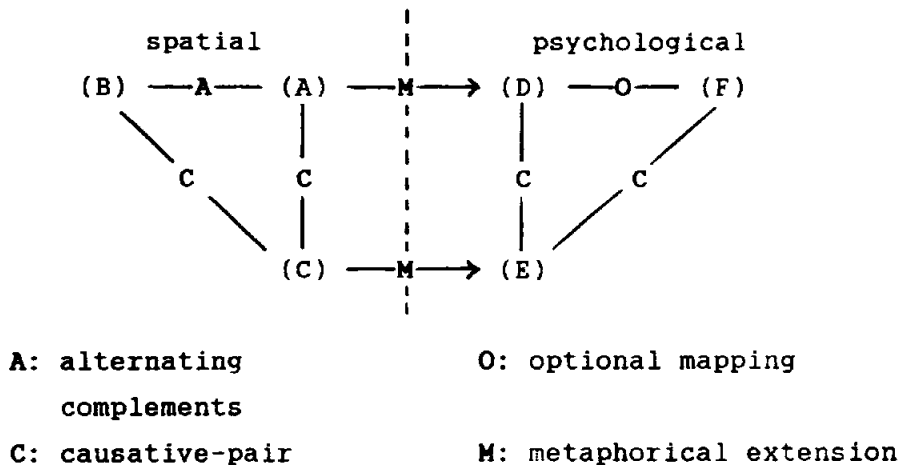 spatial psychological
(B) A (A) M (D) O (F)
C C C C
(C) M (E)
A: alternating O: optional mapping
complements
C: causative-pair M: metaphorical extension